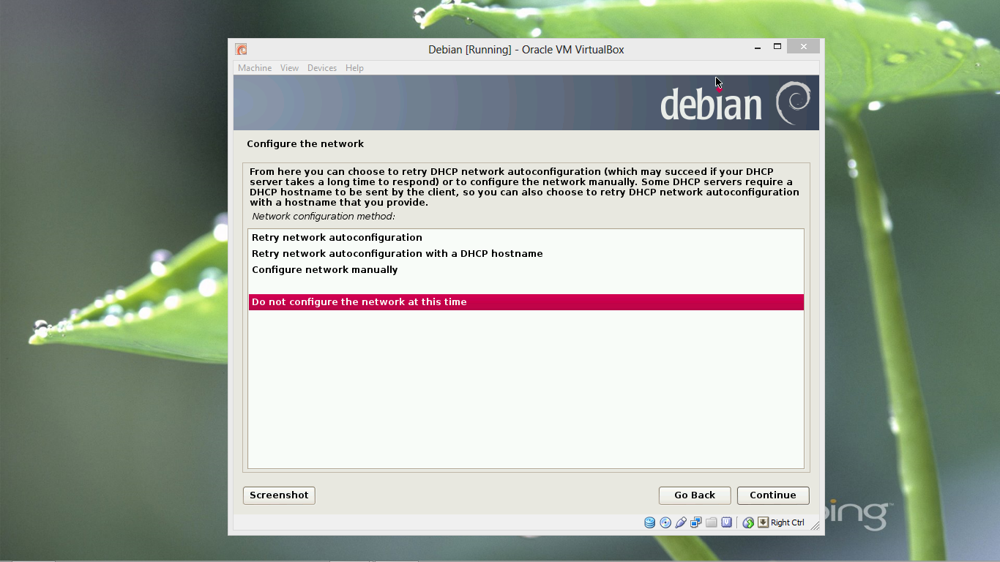 Debian [Running] - Oracle VM VirtualBox
Machine View Devices Help
debian
Configure the network
From here you can choose to retry DHCP network autoconfiguration (which may succeed if your DHCP
server takes a long time to respond) or to configure the network manually. Some DHCP servers require a
DHCP hostname to be sent by the client, so you can also choose to retry DHCP network autoconfiguration
with a hostname that you provide.
Network configuration method:
Retry network autoconfiguration
Retry network autoconfiguration with a DHCP hostname
Configure network manually
Do not configure the network at this time
Screenshot Go Back Continue
Right Ctrl